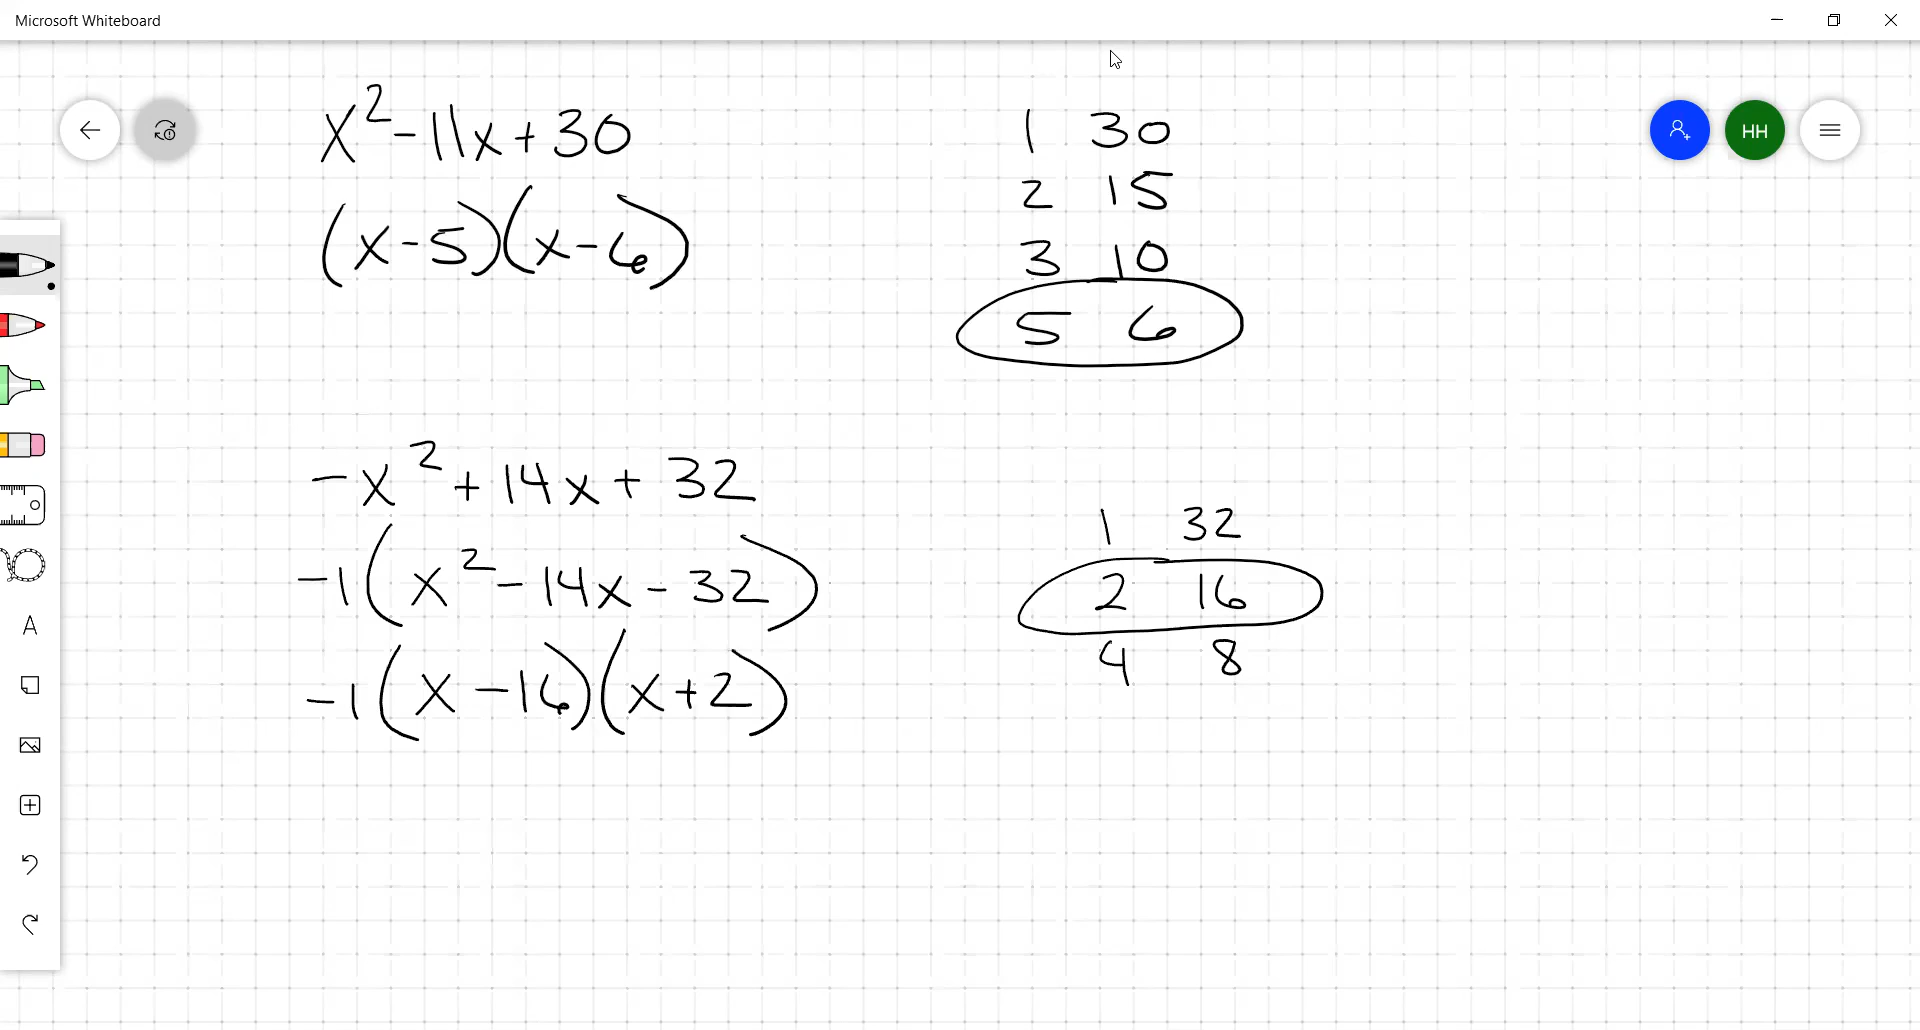 Microsoft Whiteboard
x² - 11x + 30
(x - 5)(x - 6)
1 30
2 15
3 10
5 6
HH
-x² + 14x + 32
-1(x² - 14x - 32)
-1(x - 16)(x + 2)
1 32
2 16
4 8
A